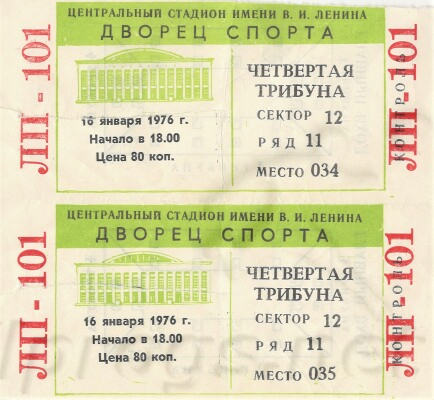 ЦЕНТРАЛЬНЫЙ СТАДИОН ИМЕНИ В. И. ЛЕНИНА
ДВОРЕЦ СПОРТА
ЛП - 101
16 января 1976 г.
Начало в 18.00
Цена 80 коп.
ЧЕТВЕРТАЯ
ТРИБУНА
СЕКТОР 12
РЯД 11
МЕСТО 034
КОНТРОЛЬ
ЛП - 101
ЦЕНТРАЛЬНЫЙ СТАДИОН ИМЕНИ В. И. ЛЕНИНА
ДВОРЕЦ СПОРТА
ЛП - 101
16 января 1976 г.
Начало в 18.00
Цена 80 коп.
ЧЕТВЕРТАЯ
ТРИБУНА
СЕКТОР 12
РЯД 11
МЕСТО 035
КОНТРОЛЬ
ЛП - 101